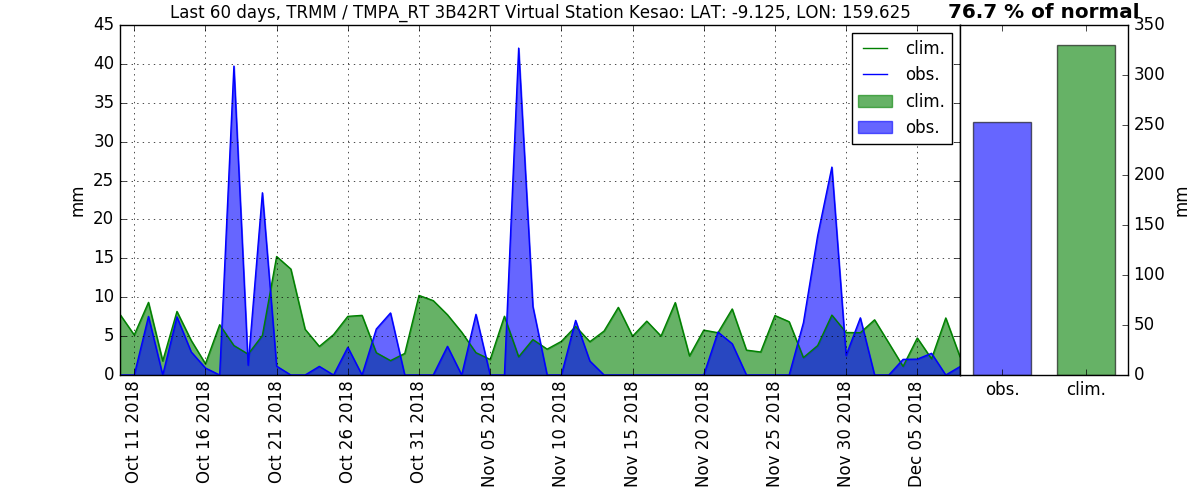 Last 60 days, TRMM / TMPA_RT 3B42RT Virtual Station Kesao: LAT: -9.125, LON: 159.625
76.7 % of normal
45
40
35
30
25
20
15
10
5
0
mm
clim.
obs.
clim.
obs.
350
300
250
200
150
100
50
0
mm
obs.
clim.
Oct 11 2018
Oct 16 2018
Oct 21 2018
Oct 26 2018
Oct 31 2018
Nov 05 2018
Nov 10 2018
Nov 15 2018
Nov 20 2018
Nov 25 2018
Nov 30 2018
Dec 05 2018